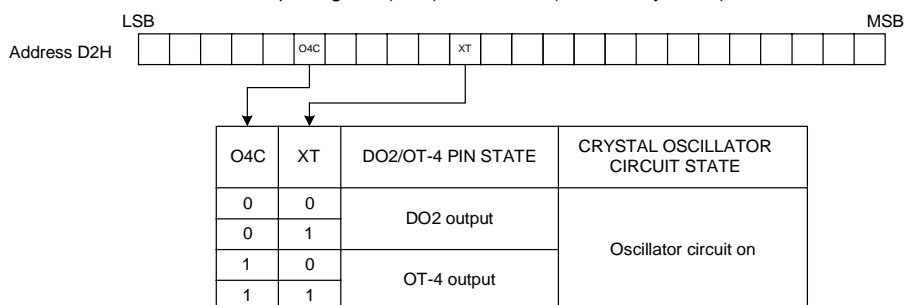 LSB MSB
Address D2H O4C XT
O4C XT DO2/OT-4 PIN STATE CRYSTAL OSCILLATOR
CIRCUIT STATE
0 0 DO2 output
0 1
Oscillator circuit on
1 0 OT-4 output
1 1